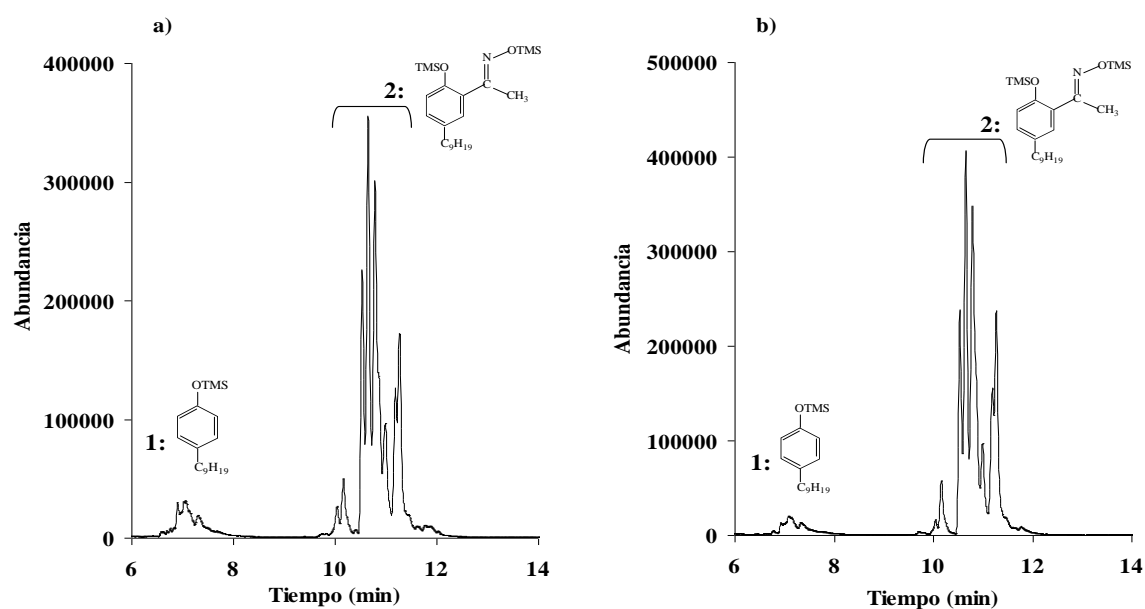 a)
400000
300000
200000
100000
0
Abundancia
6
8
10
12
14
Tiempo (min)
1:
OTMS
C9H19
2:
TMSO
N
OTMS
C
CH3
C9H19
b)
500000
400000
300000
200000
100000
0
Abundancia
6
8
10
12
14
Tiempo (min)
1:
OTMS
C9H19
2:
TMSO
N
OTMS
C
CH3
C9H19